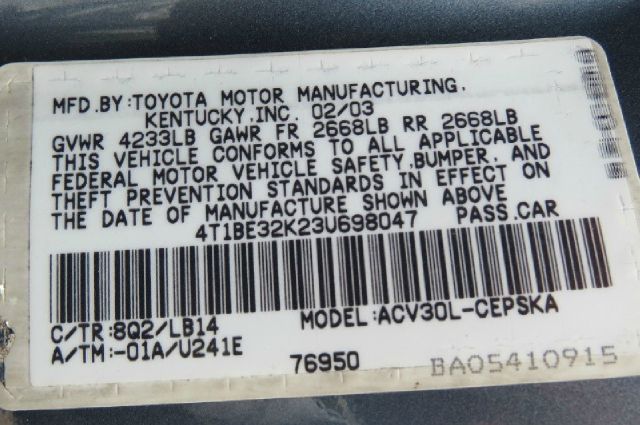 MFD.BY:TOYOTA MOTOR MANUFACTURING,
KENTUCKY,INC. 02/03
GVWR 4233LB GAWR FR 2668LB RR 2668LB
THIS VEHICLE CONFORMS TO ALL APPLICABLE
FEDERAL MOTOR VEHICLE SAFETY,BUMPER, AND
THEFT PREVENTION STANDARDS IN EFFECT ON
THE DATE OF MANUFACTURE SHOWN ABOVE
4T1BE32K23U698047 PASS.CAR
C/TR:8Q2/LB14 MODEL:ACV30L-CEPSKA
A/TM:-01A/U241E 76950 BA05410915